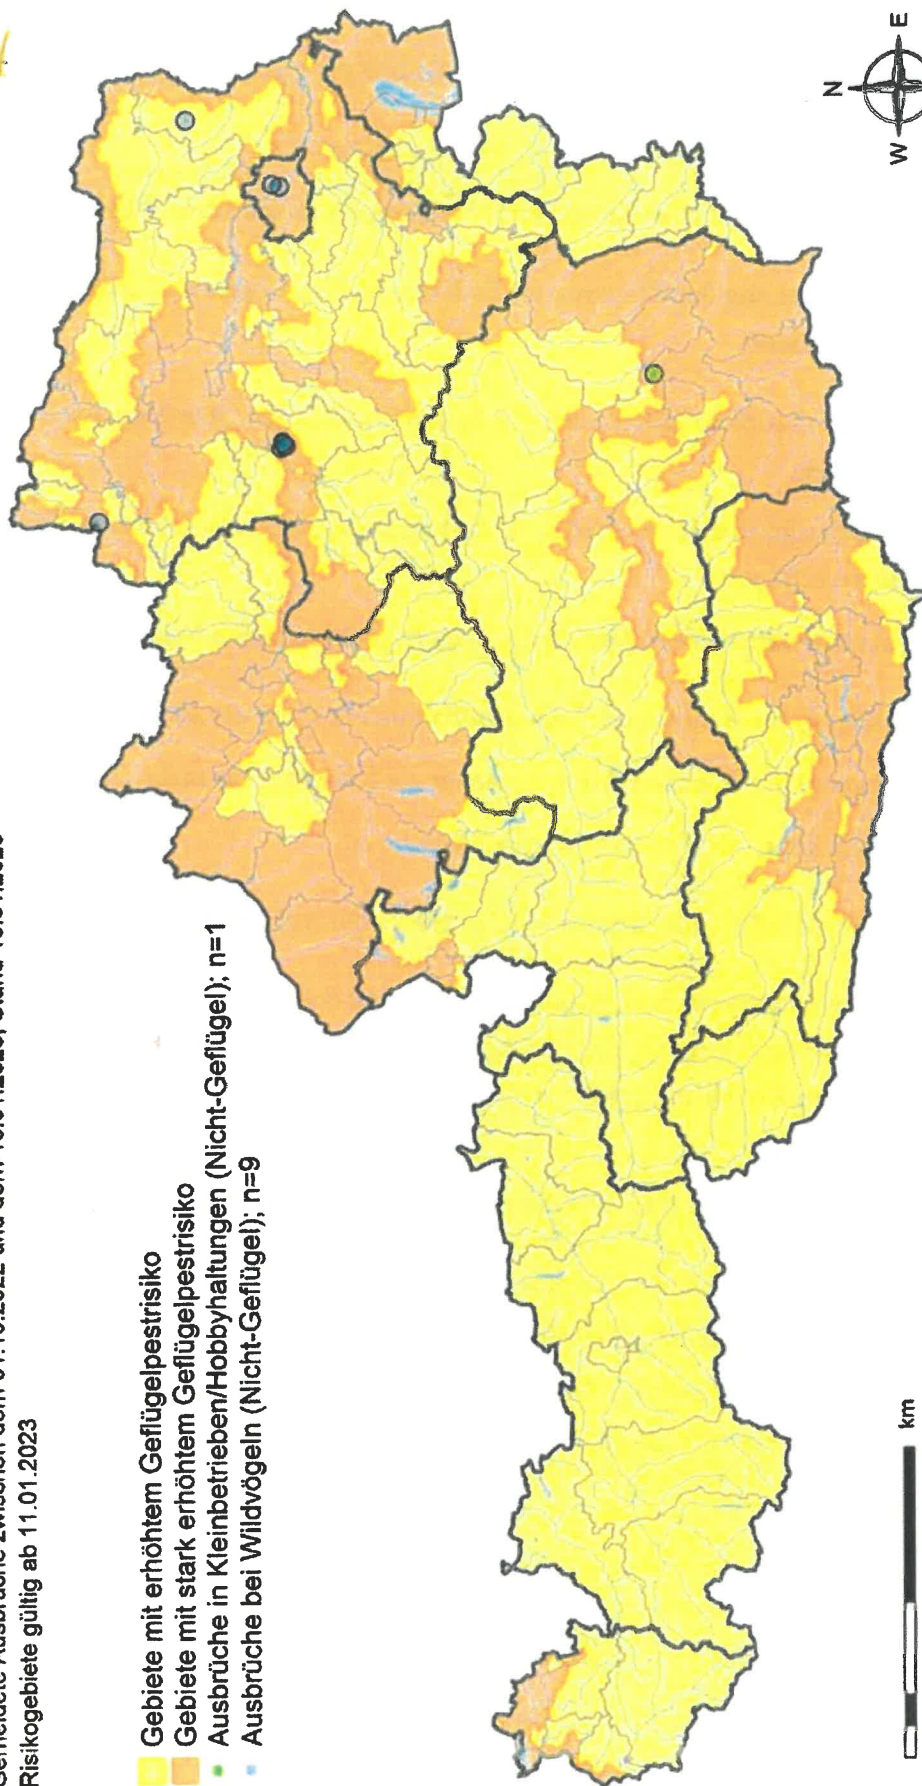 Risikogebiete gültig ab 11.01.2023
Gebiete mit erhöhtem Geflügelpestrisiko
Gebiete mit stark erhöhtem Geflügelpestrisiko
Ausbrüche in Kleinbetrieben/Hobbyhaltungen (Nicht-Geflügel); n=1
Ausbrüche bei Wildvögeln (Nicht-Geflügel); n=9
N
W E
km